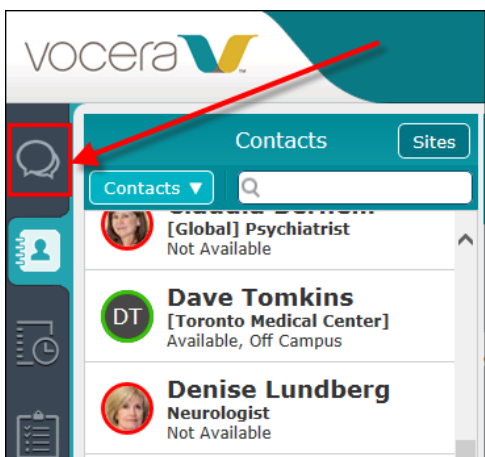 vocera
Contacts
Sites
Contacts ▼
[Global] Psychiatrist
Not Available
DT
Dave Tomkins
[Toronto Medical Center]
Available, Off Campus
Denise Lundberg
Neurologist
Not Available